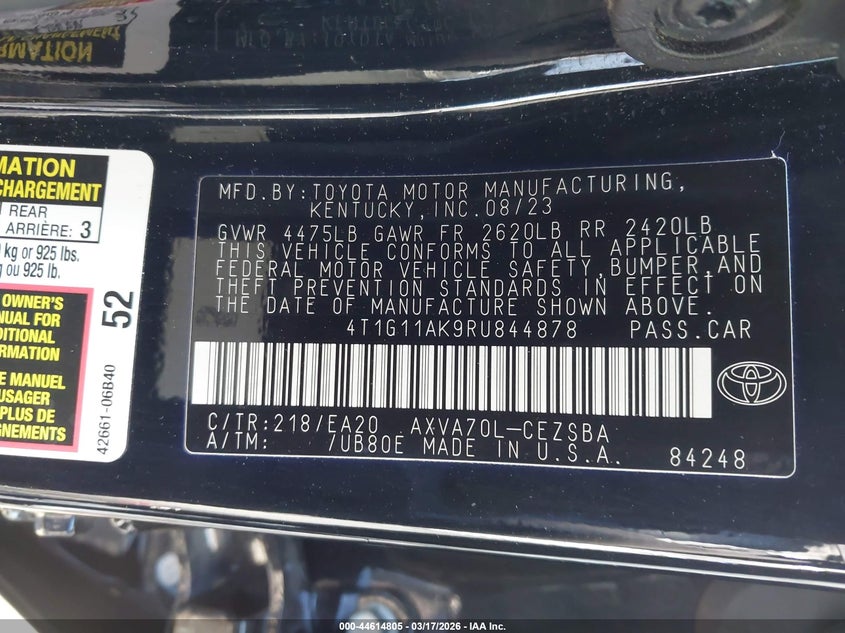 RMATION
MFD.BY:TOYOTA MOTOR MANUFACTURING,
KENTUCKY,INC.08/23
GVWR 4475LB GAWR FR 2620LB RR 2420LB
THIS VEHICLE CONFORMS TO ALL APPLICABLE
FEDERAL MOTOR VEHICLE SAFETY,BUMPER,AND
THEFT PREVENTION STANDARDS IN EFFECT ON
THE DATE OF MANUFACTURE SHOWN ABOVE.
4T1G11AK9RU844878 PASS.CAR
C/TR:218/EA20 AXVA70L-CEZSBA
A/TM: 7UB80E MADE IN U.S.A. 84248
MATION
CHARGEMENT
REAR
ARRIÈRE: 3
kg or 925 lbs.
g ou 925 lb.
OWNER'S
NUAL FOR
DITIONAL
FORMATION
E MANUEL
USAGER
PLUS DE
GNEMENTS
52
42661-06B40
000-44614805 - 03/17/2026 - IAA Inc.